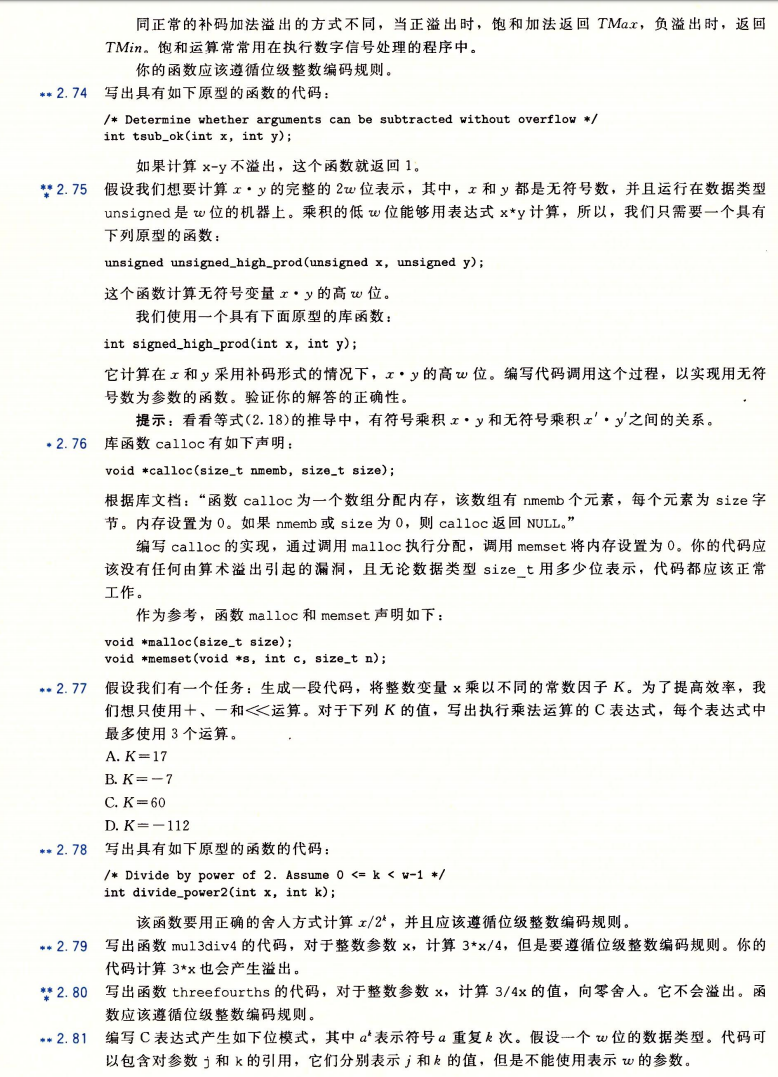 同正常的补码加法溢出的方式不同，当正溢出时，饱和加法返回 TMax，负溢出时，返回
TMin。饱和运算常常用在执行数字信号处理的程序中。
你的函数应该遵循位级整数编码规则。
** 2.74 写出具有如下原型的函数的代码：
/* Determine whether arguments can be subtracted without overflow */
int tsub_ok(int x, int y);
如果计算 x-y 不溢出，这个函数就返回 1。
*** 2.75 假设我们想要计算 x·y 的完整的 2w 位表示，其中，x 和 y 都是无符号数，并且运行在数据类型
unsigned 是 w 位的机器上。乘积的低 w 位能够用表达式 x*y 计算，所以，我们只需要一个具有
下列原型的函数：
unsigned unsigned_high_prod(unsigned x, unsigned y);
这个函数计算无符号变量 x·y 的高 w 位。
我们使用一个具有下面原型的库函数：
int signed_high_prod(int x, int y);
它计算在 x 和 y 采用补码形式的情况下，x·y 的高 w 位。编写代码调用这个过程，以实现用无符
号数为参数的函数。验证你的解答的正确性。
提示：看看等式(2.18)的推导中，有符号乘积 x·y 和无符号乘积 x'·y'之间的关系。
* 2.76 库函数 calloc 有如下声明：
void *calloc(size_t nmemb, size_t size);
根据库文档：“函数 calloc 为一个数组分配内存，该数组有 nmemb 个元素，每个元素为 size 字
节。内存设置为 0。如果 nmemb 或 size 为 0，则 calloc 返回 NULL。”
编写 calloc 的实现，通过调用 malloc 执行分配，调用 memset 将内存设置为 0。你的代码应
该没有任何由算术溢出引起的漏洞，且无论数据类型 size_t 用多少位表示，代码都应该正常
工作。
作为参考，函数 malloc 和 memset 声明如下：
void *malloc(size_t size);
void *memset(void *s, int c, size_t n);
** 2.77 假设我们有一个任务：生成一段代码，将整数变量 x 乘以不同的常数因子 K。为了提高效率，我
们想只使用＋、－和<<运算。对于下列 K 的值，写出执行乘法运算的 C 表达式，每个表达式中
最多使用 3 个运算。
A. K=17
B. K=-7
C. K=60
D. K=-112
** 2.78 写出具有如下原型的函数的代码：
/* Divide by power of 2. Assume 0 <= k < w-1 */
int divide_power2(int x, int k);
该函数要用正确的舍入方式计算 x/2ᵏ，并且应该遵循位级整数编码规则。
** 2.79 写出函数 mul3div4 的代码，对于整数参数 x，计算 3*x/4，但是要遵循位级整数编码规则。你的
代码计算 3*x 也会产生溢出。
*** 2.80 写出函数 threefourths 的代码，对于整数参数 x，计算 3/4x 的值，向零舍入。它不会溢出。函
数应该遵循位级整数编码规则。
** 2.81 编写 C 表达式产生如下位模式，其中 aᵏ表示符号 a 重复 k 次。假设一个 w 位的数据类型。代码可
以包含对参数 j 和 k 的引用，它们分别表示 j 和 k 的值，但是不能使用表示 w 的参数。